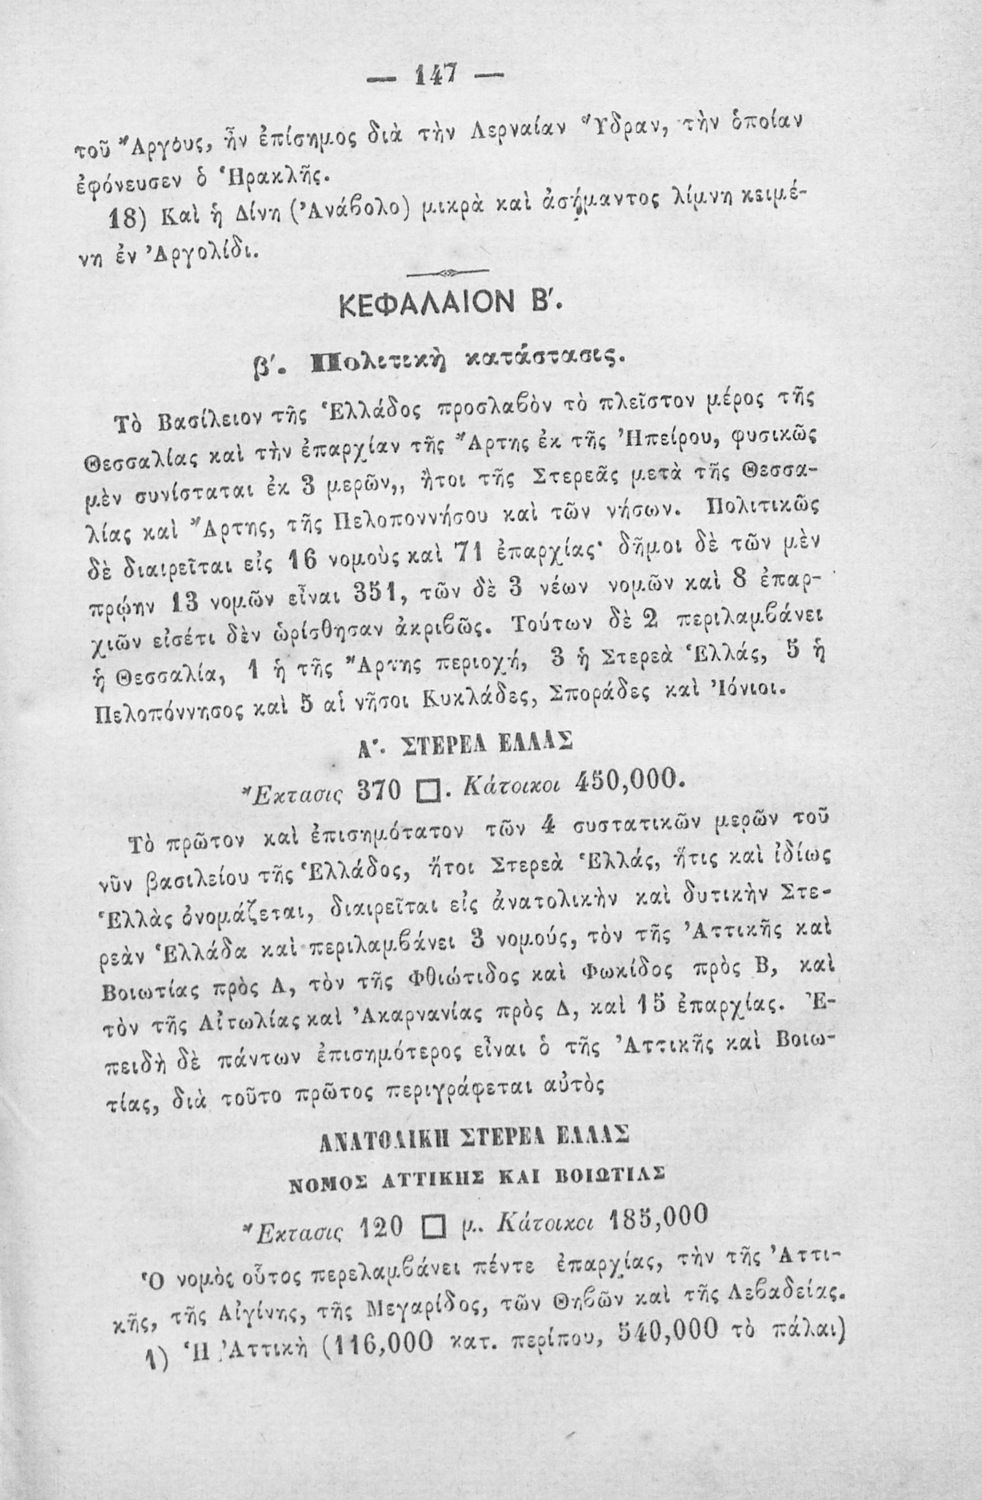 — 147 —
τοῦ Ἄργους, ἦν ἐπίσημος διὰ τὴν Λερναίαν Ὕδραν, τὴν ὁποίαν
ἐφόνευσεν ὁ Ἡρακλῆς.
18) Καὶ ἡ Δίνη (Ἀνάβολο) μικρὰ καὶ ἀσήμαντος λίμνη κειμέ-
νη ἐν Ἀργολίδι.
ΚΕΦΑΛΑΙΟΝ Β'.
β'. Πολιτικὴ κατάστασις.
Τὸ Βασίλειον τῆς Ἑλλάδος προσλαβὸν τὸ πλεῖστον μέρος τῆς
Θεσσαλίας καὶ τὴν ἐπαρχίαν τῆς Ἄρτης ἐκ τῆς Ἠπείρου, φυσικῶς
μὲν συνίσταται ἐκ 3 μερῶν,, ἤτοι τῆς Στερεᾶς μετὰ τῆς Θεσσα-
λίας καὶ Ἄρτης, τῆς Πελοποννήσου καὶ τῶν νήσων. Πολιτικῶς
δὲ διαιρεῖται εἰς 16 νομοὺς καὶ 71 ἐπαρχίας· δῆμοι δὲ τῶν μὲν
πρῴην 13 νομῶν εἶναι 351, τῶν δὲ 3 νέων νομῶν καὶ 8 ἐπαρ-
χιῶν εἰσέτι δὲν ὡρίσθησαν ἀκριβῶς. Τούτων δὲ 2 περιλαμβάνει
ἡ Θεσσαλία, 1 ἡ τῆς Ἄρτης περιοχή, 3 ἡ Στερεὰ Ἑλλάς, 5 ἡ
Πελοπόννησος καὶ 5 αἱ νῆσοι Κυκλάδες, Σποράδες καὶ Ἰόνιοι.
Α'. ΣΤΕΡΕΑ ΕΛΛΑΣ
Ἔκτασις 370 □. Κάτοικοι 450,000.
Τὸ πρῶτον καὶ ἐπισημότατον τῶν 4 συστατικῶν μερῶν τοῦ
νῦν βασιλείου τῆς Ἑλλάδος, ἤτοι Στερεὰ Ἑλλάς, ἥτις καὶ ἰδίως
Ἑλλὰς ὀνομάζεται, διαιρεῖται εἰς ἀνατολικὴν καὶ δυτικὴν Στε-
ρεὰν Ἑλλάδα καὶ περιλαμβάνει 3 νομούς, τὸν τῆς Ἀττικῆς καὶ
Βοιωτίας πρὸς Α, τὸν τῆς Φθιώτιδος καὶ Φωκίδος πρὸς Β, καὶ
τὸν τῆς Αἰτωλίας καὶ Ἀκαρνανίας πρὸς Δ, καὶ 15 ἐπαρχίας. Ἐ-
πειδὴ δὲ πάντων ἐπισημότερος εἶναι ὁ τῆς Ἀττικῆς καὶ Βοιω-
τίας, διὰ τοῦτο πρῶτος περιγράφεται αὐτὸς
ΑΝΑΤΟΛΙΚΗ ΣΤΕΡΕΑ ΕΛΛΑΣ
ΝΟΜΟΣ ΑΤΤΙΚΗΣ ΚΑΙ ΒΟΙΩΤΙΑΣ
Ἔκτασις 120 □ μ.. Κάτοικοι 185,000
Ὁ νομὸς οὗτος περελαμβάνει πέντε ἐπαρχίας, τὴν τῆς Ἀττι-
κῆς, τῆς Αἰγίνης, τῆς Μεγαρίδος, τῶν Θηβῶν καὶ τῆς Λεβαδείας.
1) Ἡ Ἀττικὴ (116,000 κατ. περίπου, 540,000 τὸ πάλαι)